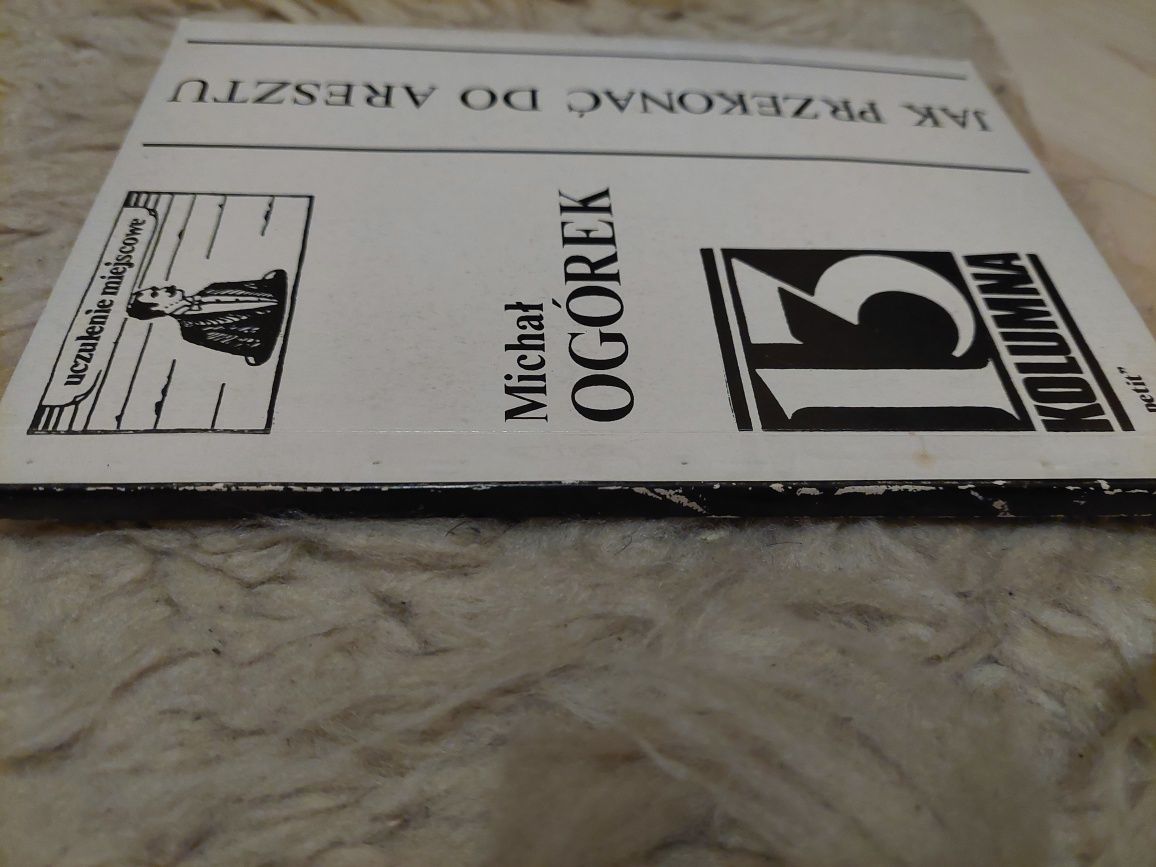 uczulenie miejscowe
Michał
OGÓREK
JAK PRZEKONAĆ DO ARESZTU
13
KOLUMNA